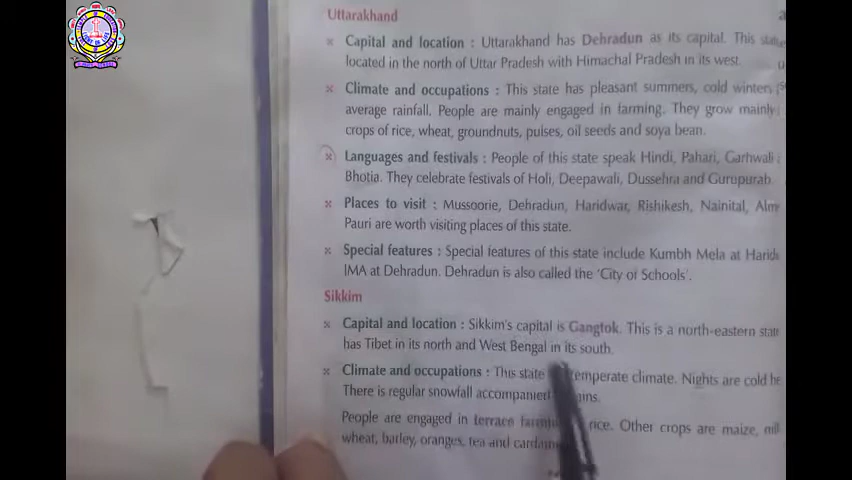 Uttarakhand
Capital and location : Uttarakhand has Dehradun as its capital. This state
located in the north of Uttar Pradesh with Himachal Pradesh in its west.
Climate and occupations : This state has pleasant summers, cold winters
average rainfall. People are mainly engaged in farming. They grow mainly
crops of rice, wheat, groundnuts, pulses, oil seeds and soya bean.
Languages and festivals : People of this state speak Hindi, Pahari, Garhwali
Bhotia. They celebrate festivals of Holi, Deepawali, Dussehra and Gurupurab.
Places to visit : Mussoorie, Dehradun, Haridwar, Rishikesh, Nainital,
Pauri are worth visiting places of this state.
Special features : Special features of this state include Kumbh Mela at
IMA at Dehradun. Dehradun is also called the 'City of Schools'.
Sikkim
Capital and location : Sikkim's capital is Gangtok. This is a north-eastern
has Tibet in its north and West Bengal in its south.
Climate and occupations : This state temperate climate. Nights are cold
There is regular snowfall accompanied
People are engaged in terrace rice. Other crops are maize,
wheat, barley, oranges, tea and